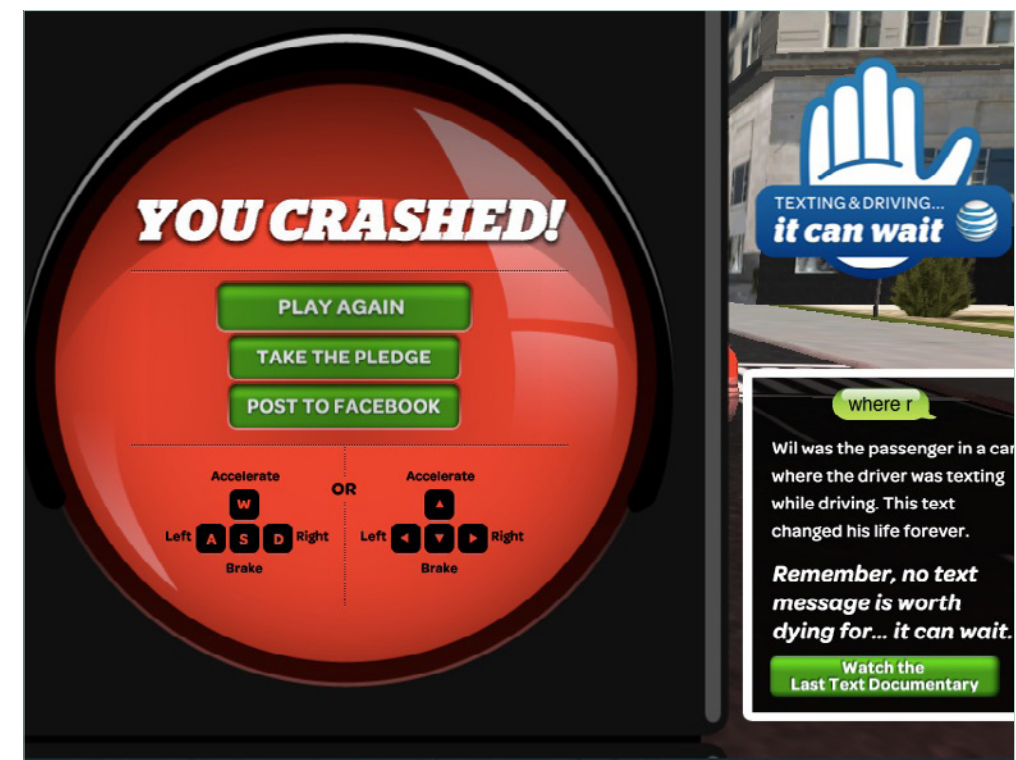 YOU CRASHED!
PLAY AGAIN
TAKE THE PLEDGE
POST TO FACEBOOK
Accelerate
W
Left A S D Right
Brake
OR
Accelerate
▲
Left ◀ ▼ ▶ Right
Brake
TEXTING & DRIVING...
it can wait
where r
Wil was the passenger in a car
where the driver was texting
while driving. This text
changed his life forever.
Remember, no text
message is worth
dying for... it can wait.
Watch the
Last Text Documentary